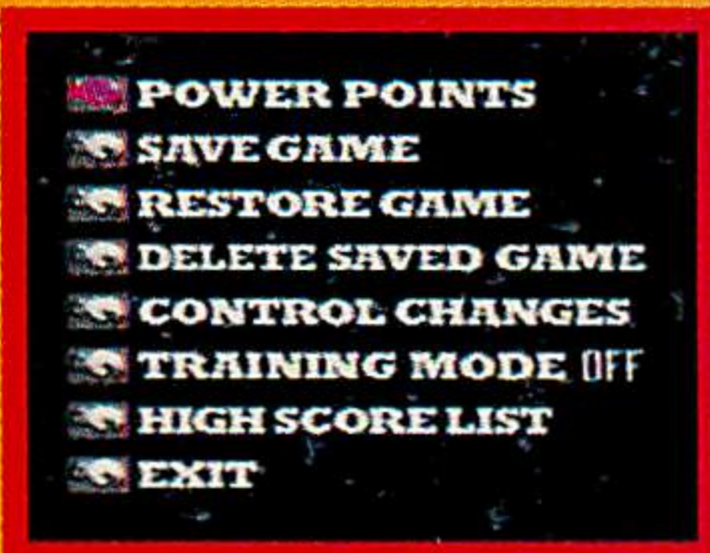 POWER POINTS
SAVE GAME
RESTORE GAME
DELETE SAVED GAME
CONTROL CHANGES
TRAINING MODE OFF
HIGH SCORE LIST
EXIT